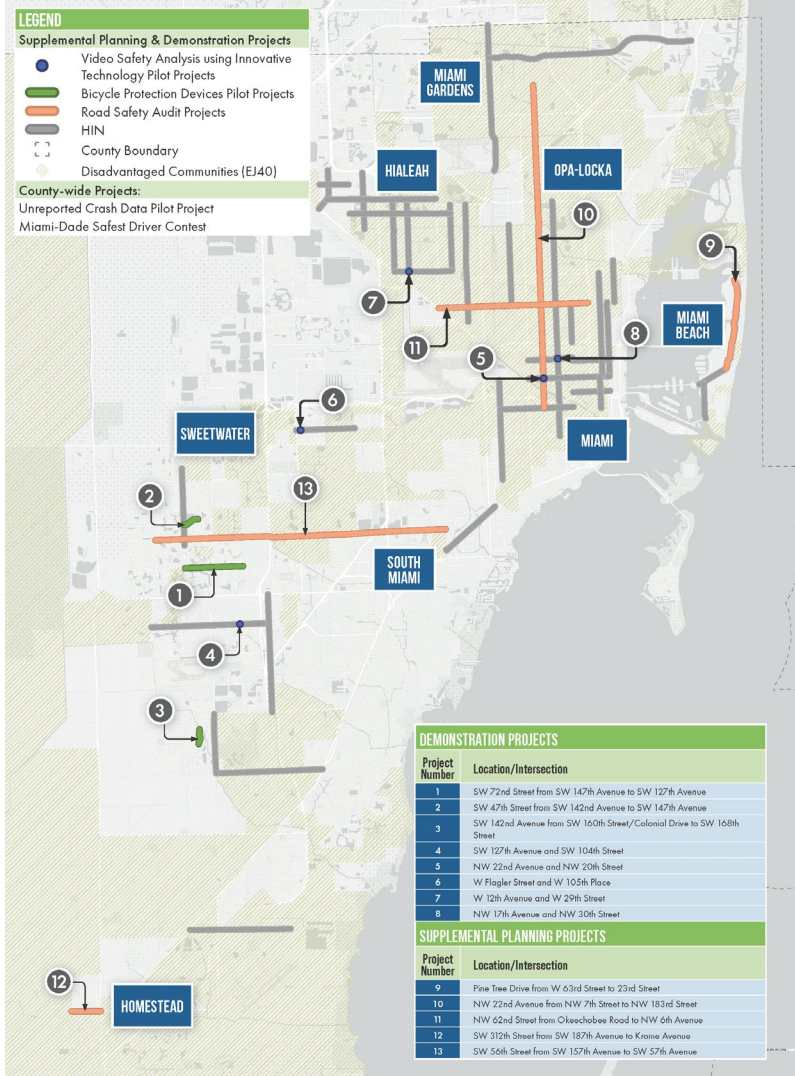 LEGEND
Supplemental Planning & Demonstration Projects
Video Safety Analysis using Innovative
Technology Pilot Projects
Bicycle Protection Devices Pilot Projects
Road Safety Audit Projects
HIN
County Boundary
Disadvantaged Communities (EJ40)
County-wide Projects:
Unreported Crash Data Pilot Project
Miami-Dade Safest Driver Contest
MIAMI
GARDENS
HIALEAH
OPA-LOCKA
10
9
7
11
MIAMI
BEACH
8
5
6
SWEETWATER
MIAMI
2
13
SOUTH
MIAMI
1
4
3
12
HOMESTEAD
DEMONSTRATION PROJECTS
Project
Number
Location/Intersection
1 SW 72nd Street from SW 147th Avenue to SW 127th Avenue
2 SW 47th Street from SW 142nd Avenue to SW 147th Avenue
3 SW 142nd Avenue from SW 160th Street/Colonial Drive to SW 168th
Street
4 SW 127th Avenue and SW 104th Street
5 NW 22nd Avenue and NW 20th Street
6 W Flagler Street and W 105th Place
7 W 12th Avenue and W 29th Street
8 NW 17th Avenue and NW 30th Street
SUPPLEMENTAL PLANNING PROJECTS
Project
Number
Location/Intersection
9 Pine Tree Drive from W 63rd Street to 23rd Street
10 NW 22nd Avenue from NW 7th Street to NW 183rd Street
11 NW 62nd Street from Okeechobee Road to NW 6th Avenue
12 SW 312th Street from SW 187th Avenue to Krome Avenue
13 SW 56th Street from SW 157th Avenue to SW 57th Avenue